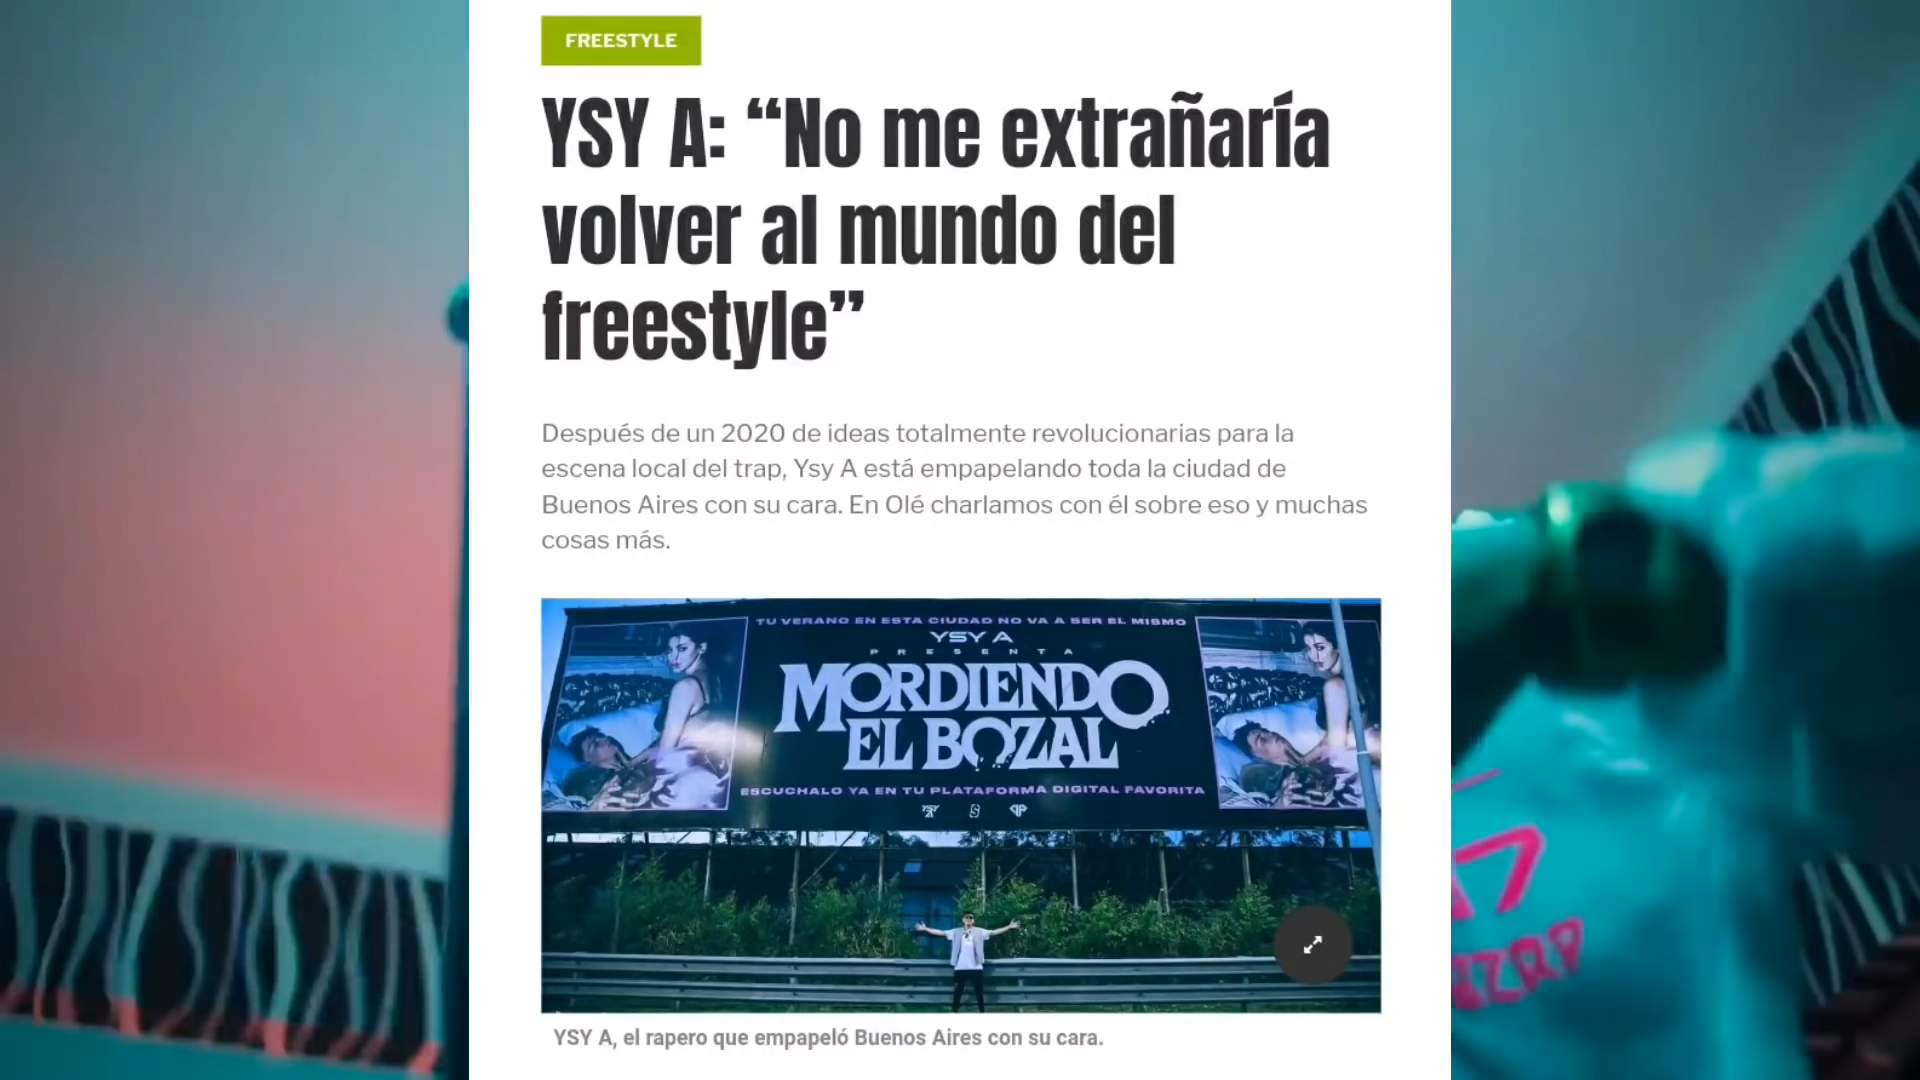 FREESTYLE
YSY A: “No me extrañaría
volver al mundo del
freestyle”
Después de un 2020 de ideas totalmente revolucionarias para la
escena local del trap, Ysy A está empapelando toda la ciudad de
Buenos Aires con su cara. En Olé charlamos con él sobre eso y muchas
cosas más.
TU VERANO EN ESTA CIUDAD NO VA A SER EL MISMO
YSY A
PRESENTA
MORDIENDO
EL BOZAL
ESCUCHALO YA EN TU PLATAFORMA DIGITAL FAVORITA
YSY A, el rapero que empapeló Buenos Aires con su cara.